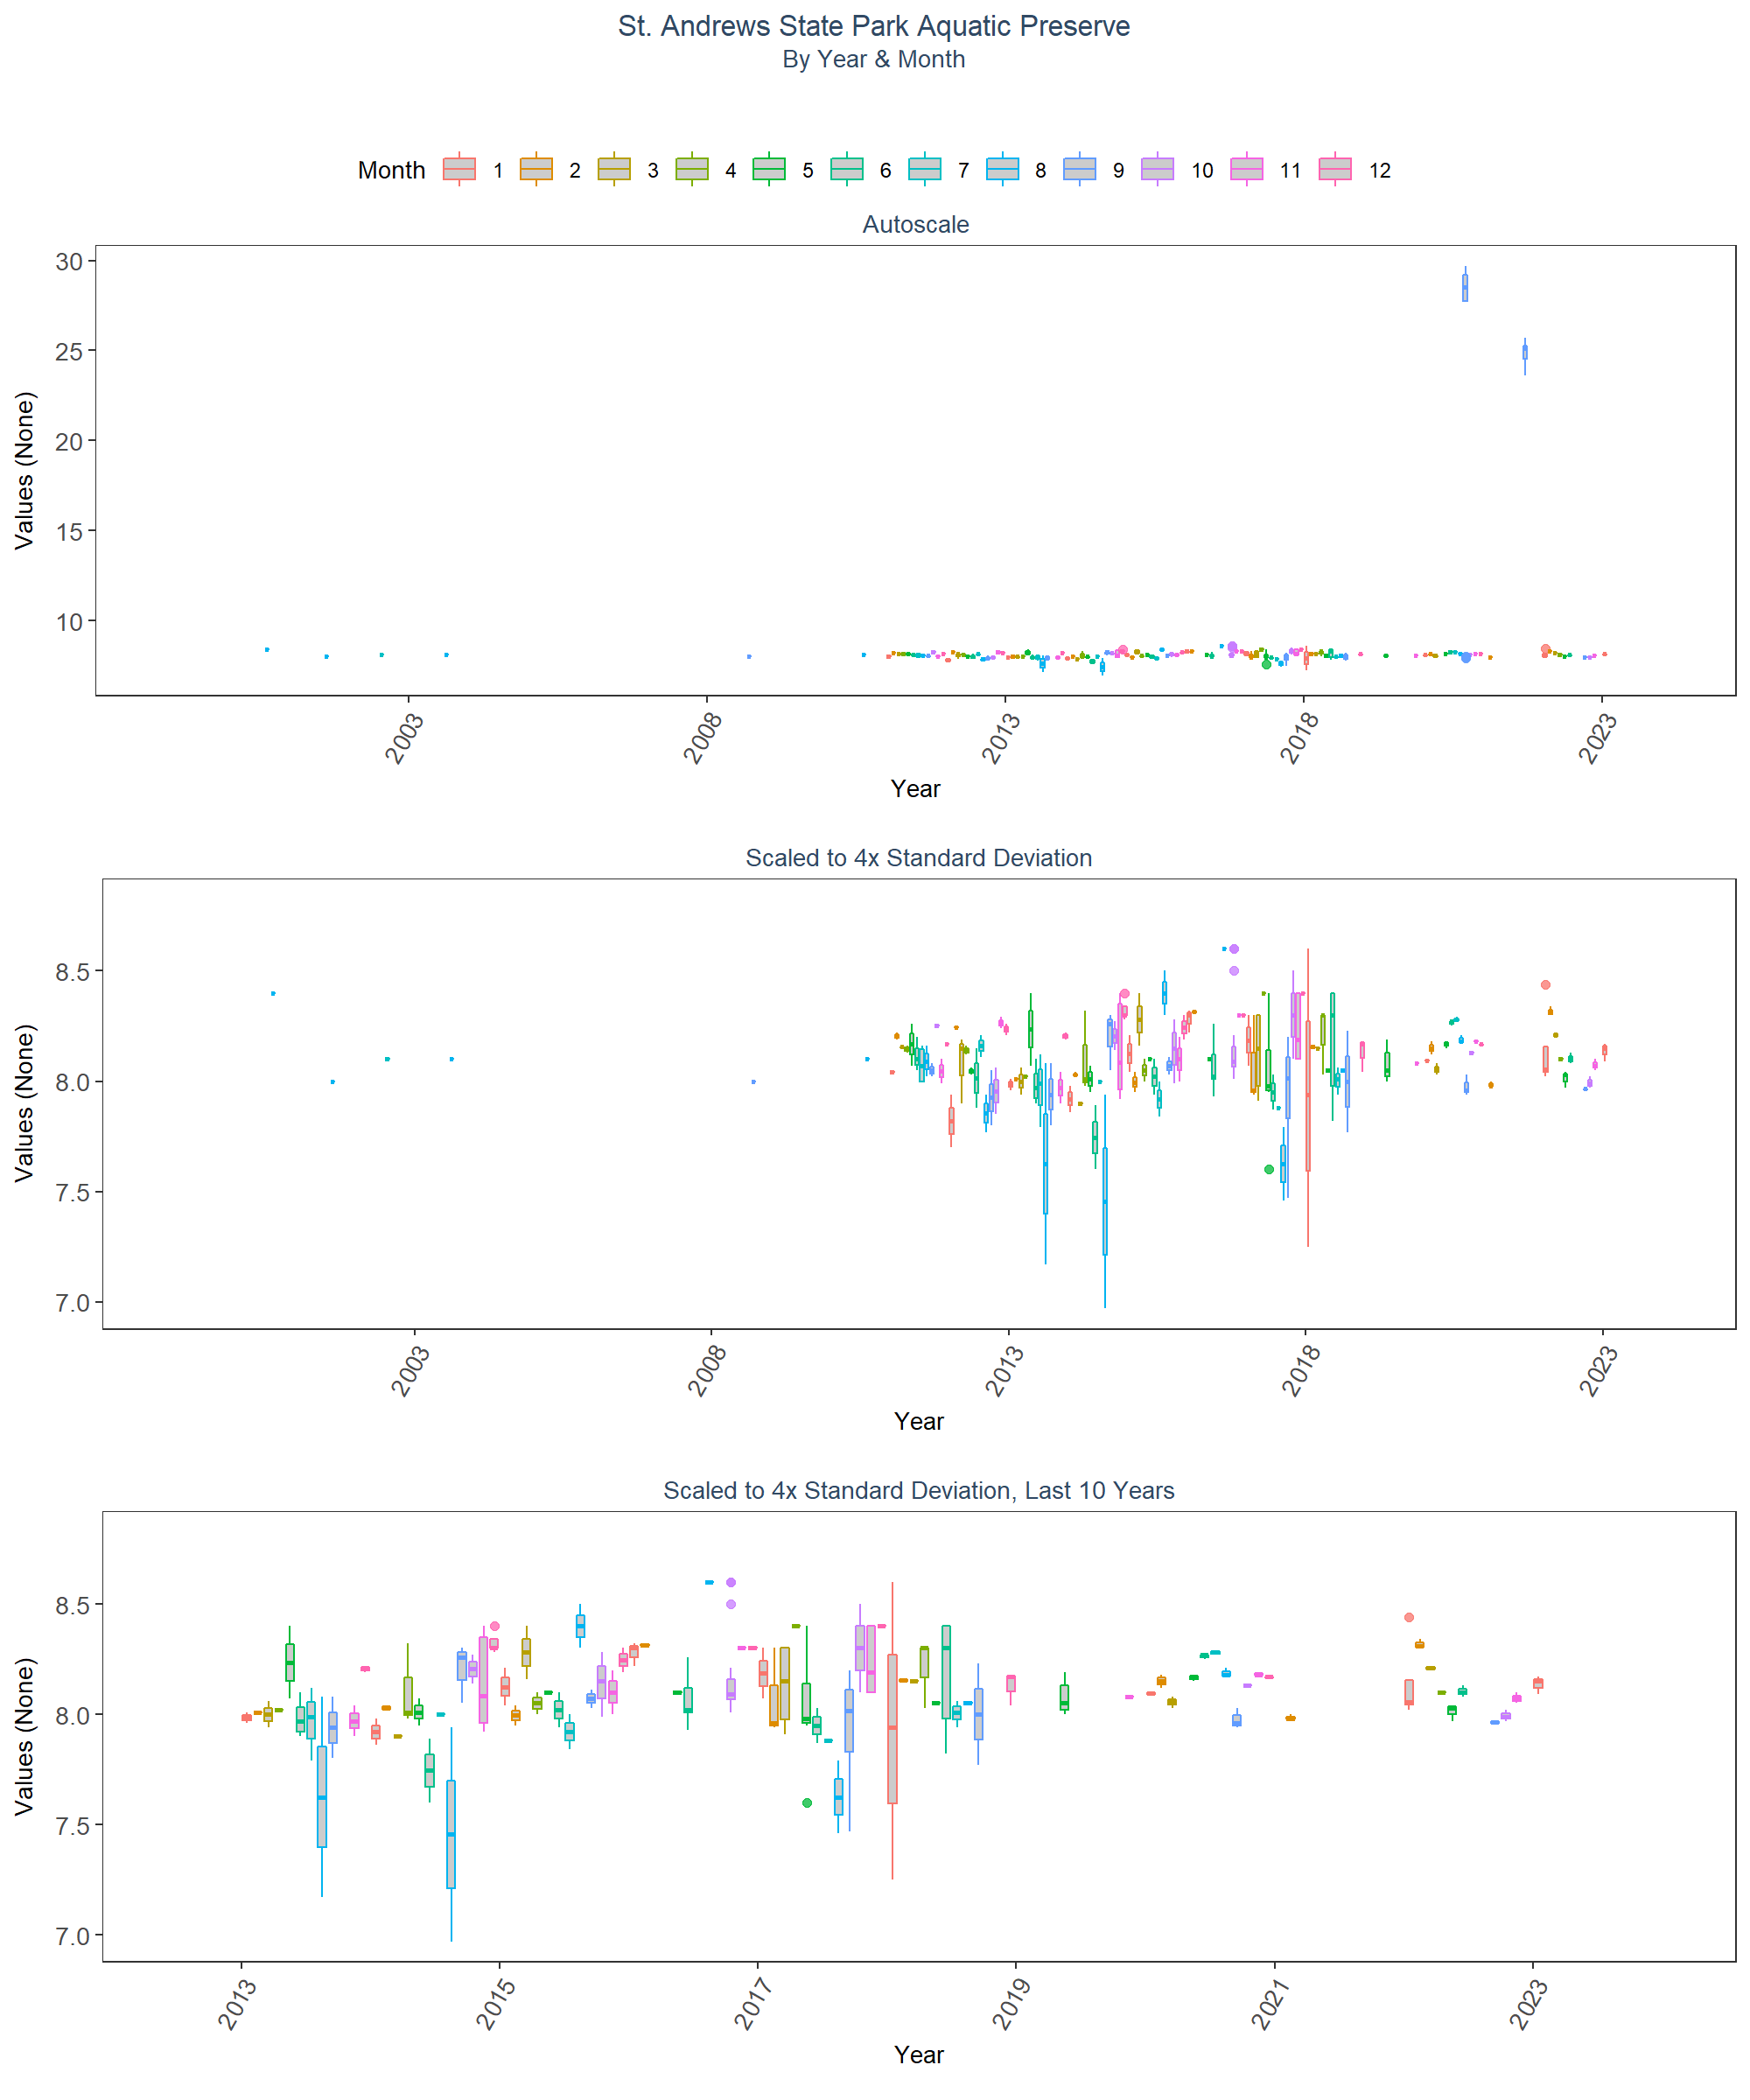 St. Andrews State Park Aquatic Preserve
By Year & Month
Month 1 2 3 4 5 6 7 8 9 10 11 12
Autoscale
Values (None)
30
25
20
15
10
2003 2008 2013 2018 2023
Year
Scaled to 4x Standard Deviation
Values (None)
8.5
8.0
7.5
7.0
2003 2008 2013 2018 2023
Year
Scaled to 4x Standard Deviation, Last 10 Years
Values (None)
8.5
8.0
7.5
7.0
2013 2015 2017 2019 2021 2023
Year